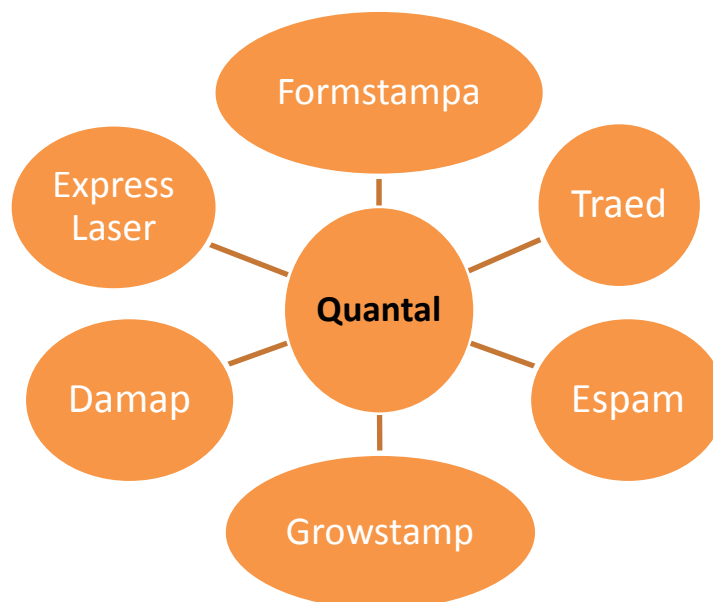 Formstampa
Express
Laser
Traed
Quantal
Damap
Espam
Growstamp